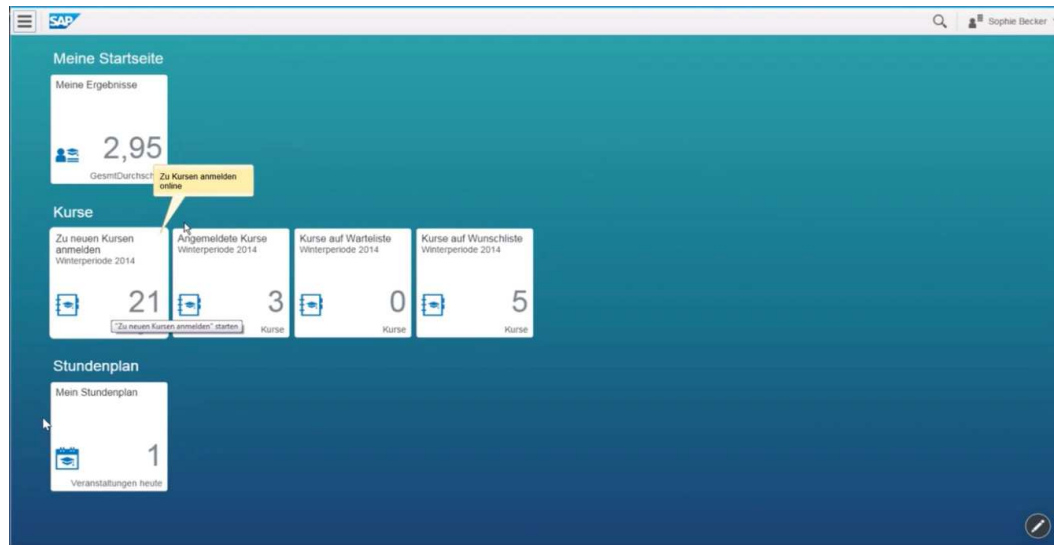 SAP
Sophie Becker
Meine Startseite
Meine Ergebnisse
2,95
GesmtDurchsch
Zu Kursen anmelden
online
Kurse
Zu neuen Kursen
anmelden
Winterperiode 2014
21
"Zu neuen Kursen anmelden" starten
Angemeldete Kurse
Winterperiode 2014
3
Kurse
Kurse auf Warteliste
Winterperiode 2014
0
Kurse
Kurse auf Wunschliste
Winterperiode 2014
5
Kurse
Stundenplan
Mein Stundenplan
1
Veranstaltungen heute